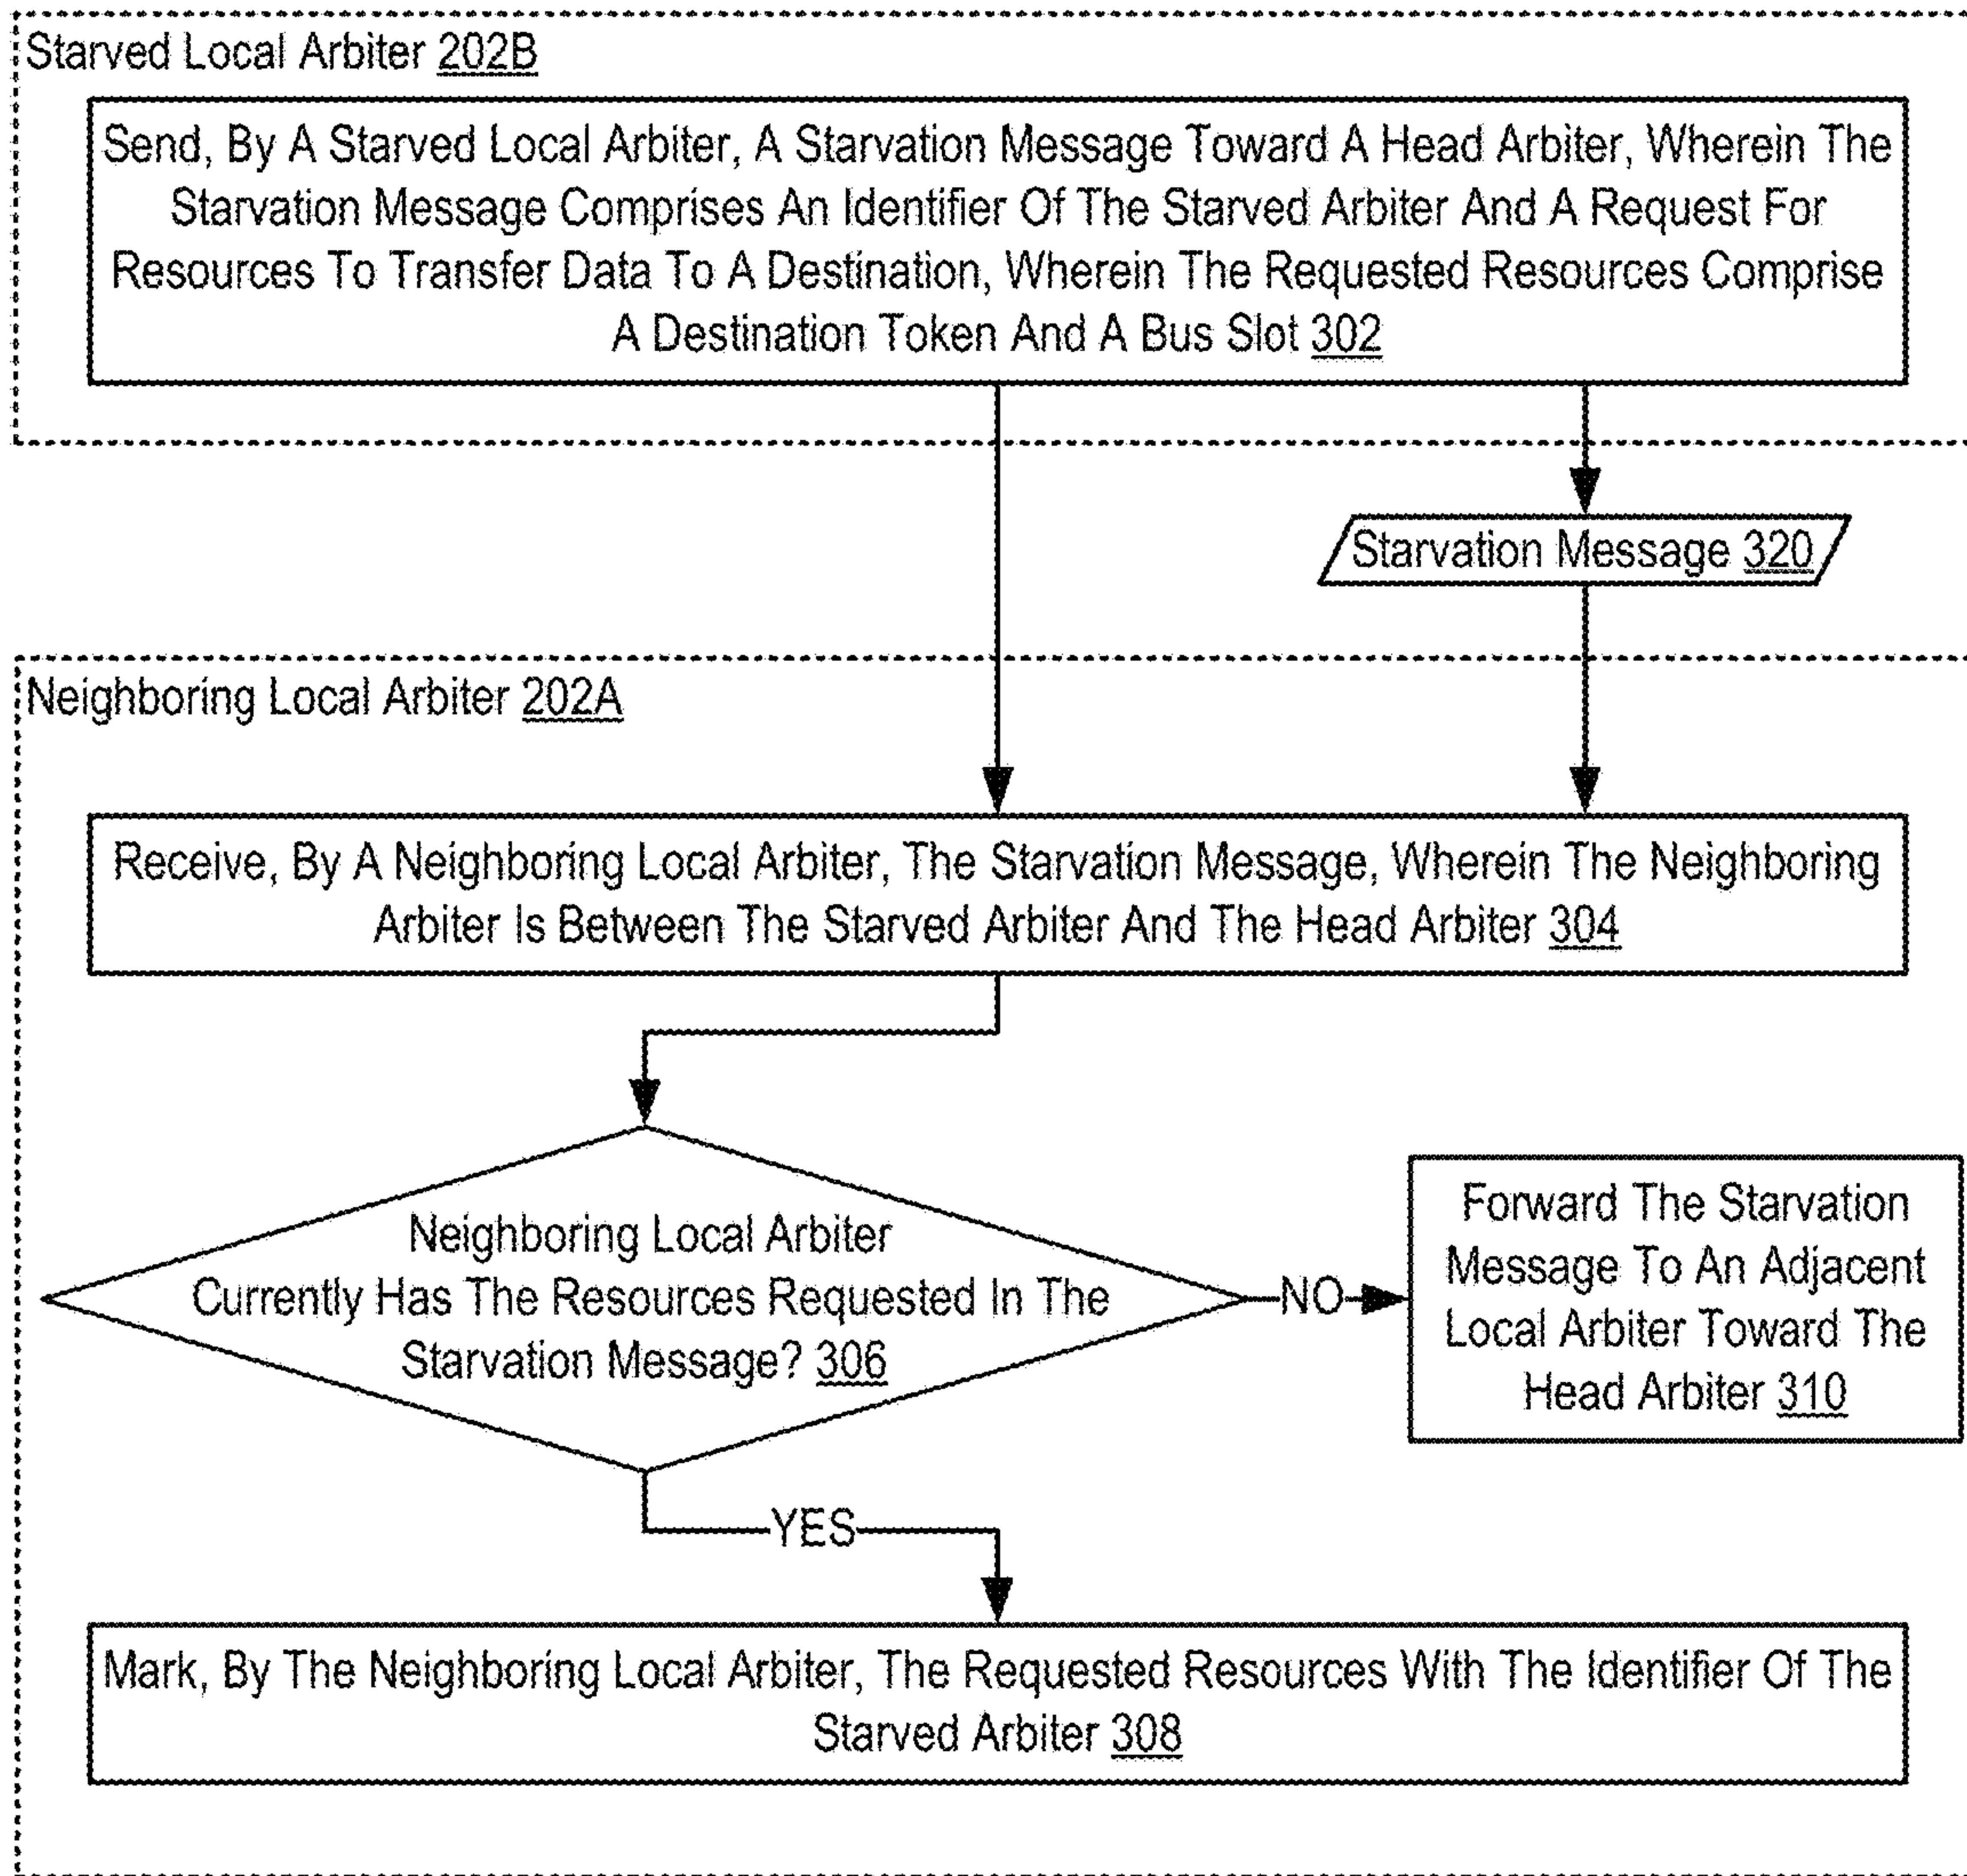 Starved Local Arbiter 202B
Send, By A Starved Local Arbiter, A Starvation Message Toward A Head Arbiter, Wherein The
Starvation Message Comprises An Identifier Of The Starved Arbiter And A Request For
Resources To Transfer Data To A Destination, Wherein The Requested Resources Comprise
A Destination Token And A Bus Slot 302
Starvation Message 320
Neighboring Local Arbiter 202A
Receive, By A Neighboring Local Arbiter, The Starvation Message, Wherein The Neighboring
Arbiter Is Between The Starved Arbiter And The Head Arbiter 304
Neighboring Local Arbiter
Currently Has The Resources Requested In The
Starvation Message? 306
NO
Forward The Starvation
Message To An Adjacent
Local Arbiter Toward The
Head Arbiter 310
YES
Mark, By The Neighboring Local Arbiter, The Requested Resources With The Identifier Of The
Starved Arbiter 308